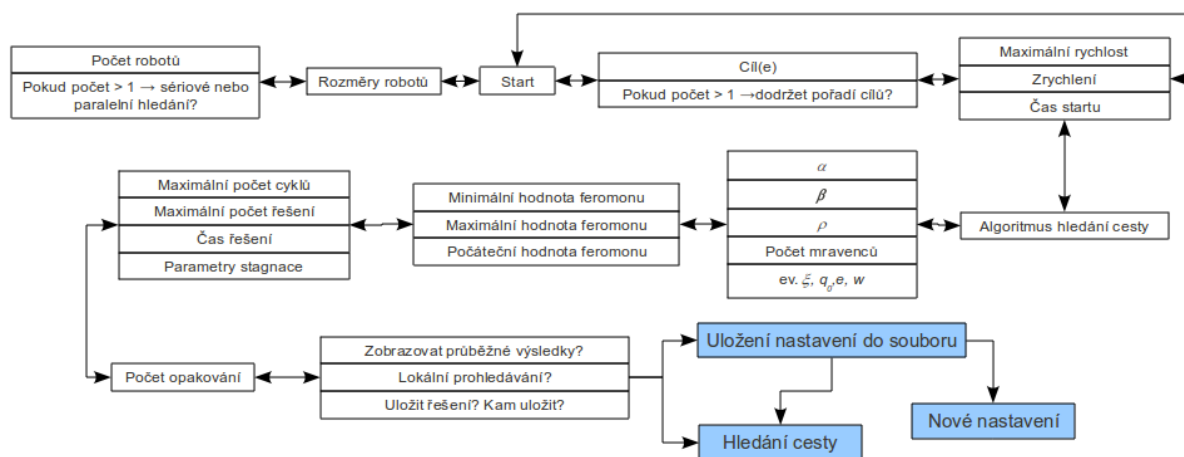 Počet robotů
Pokud počet > 1 → sériové nebo
paralelní hledání?
Rozměry robotů
Start
Cíl(e)
Pokud počet > 1 →dodržet pořadí cílů?
Maximální rychlost
Zrychlení
Čas startu
Algoritmus hledání cesty
α
β
ρ
Počet mravenců
ev. ξ, q₀,e, w
Minimální hodnota feromonu
Maximální hodnota feromonu
Počáteční hodnota feromonu
Maximální počet cyklů
Maximální počet řešení
Čas řešení
Parametry stagnace
Počet opakování
Zobrazovat průběžné výsledky?
Lokální prohledávání?
Uložit řešení? Kam uložit?
Uložení nastavení do souboru
Hledání cesty
Nové nastavení